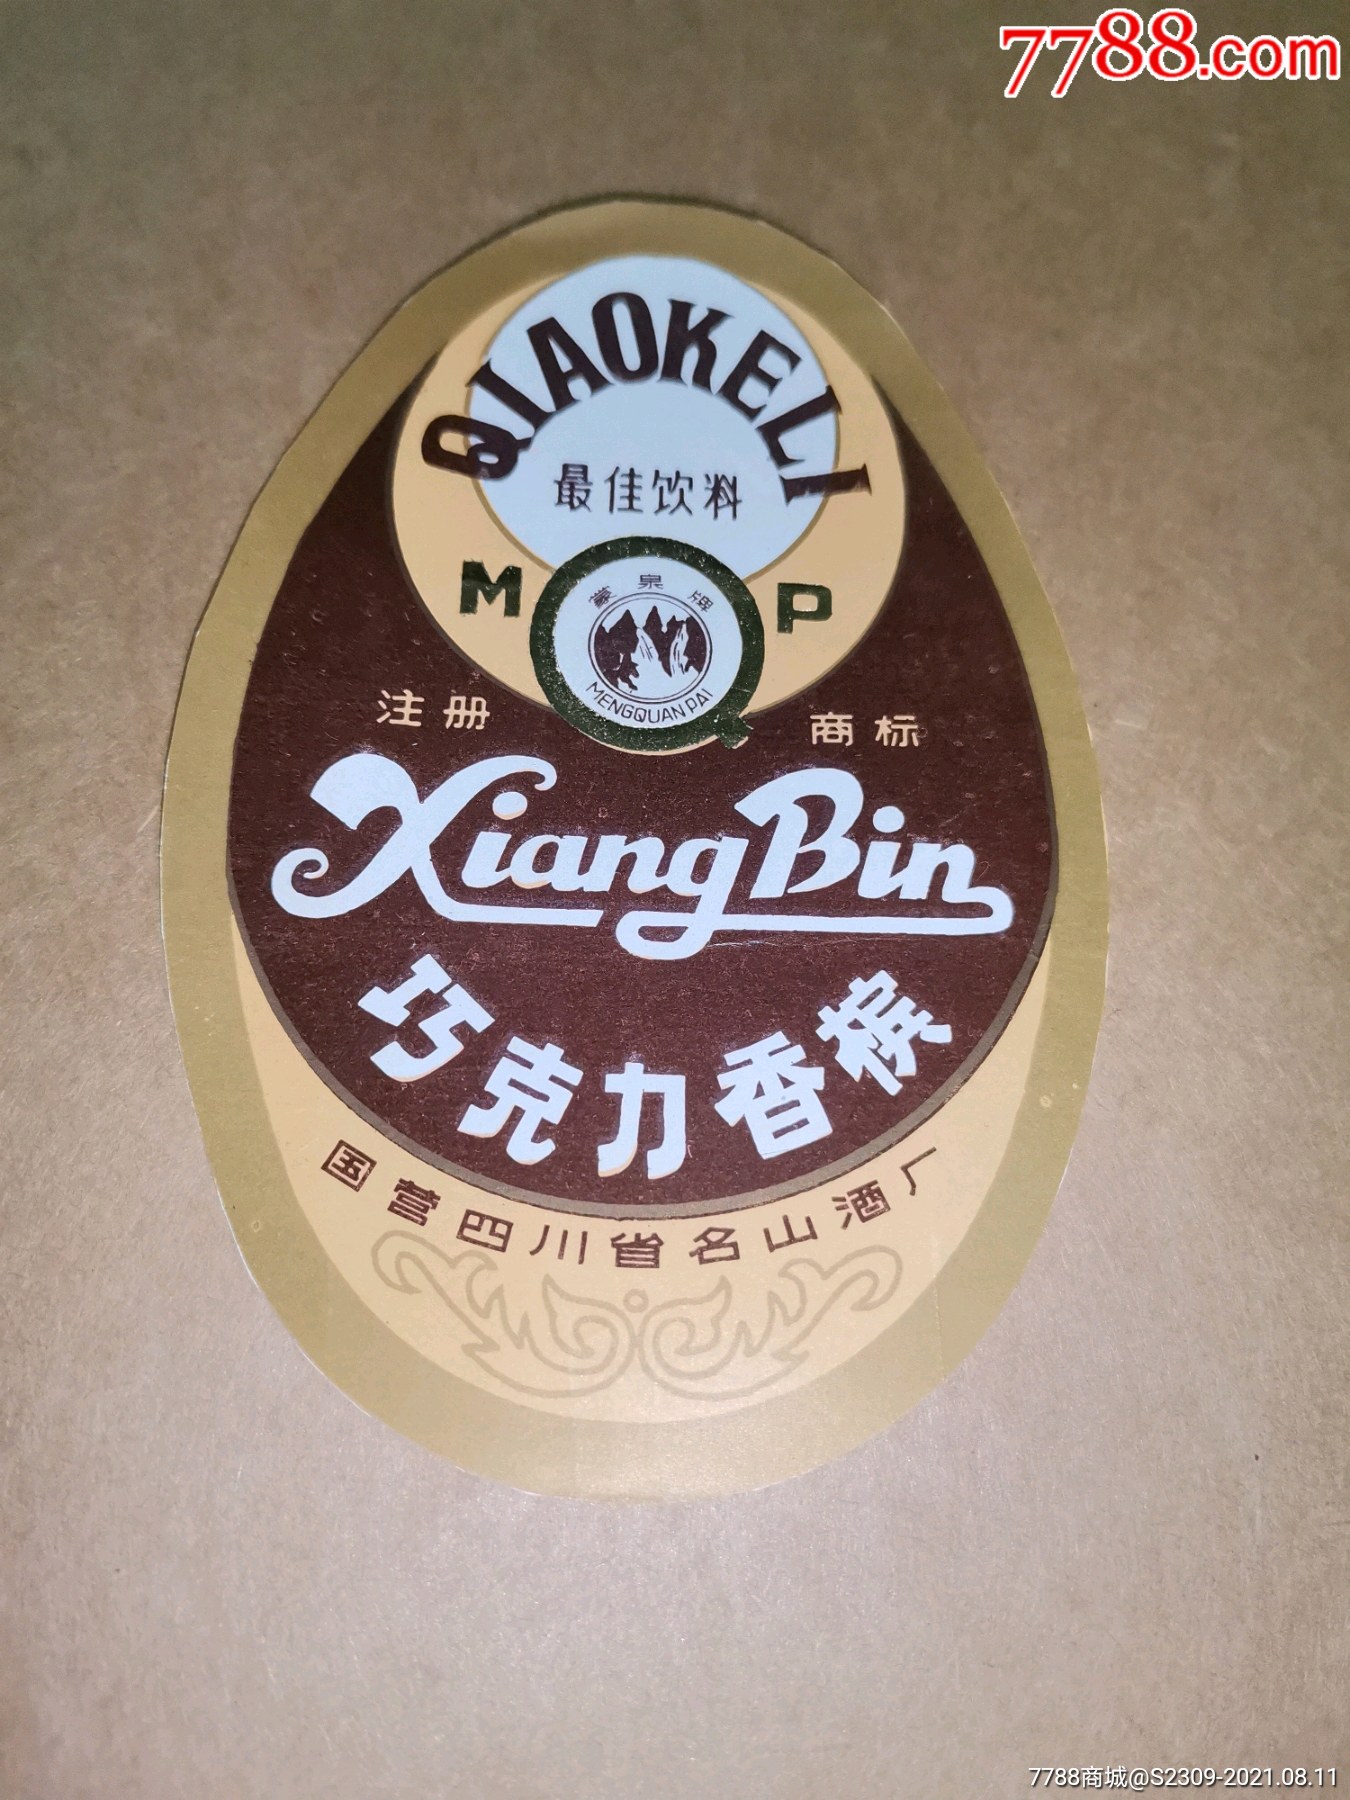 7788.com
QIAOKELI
最佳饮料
M Q P
蒙泉牌
MENGQUANPAI
注册 商标
XiangBin
巧克力香槟
国营四川省名山酒厂
7788商城@S2309-2021.08.11